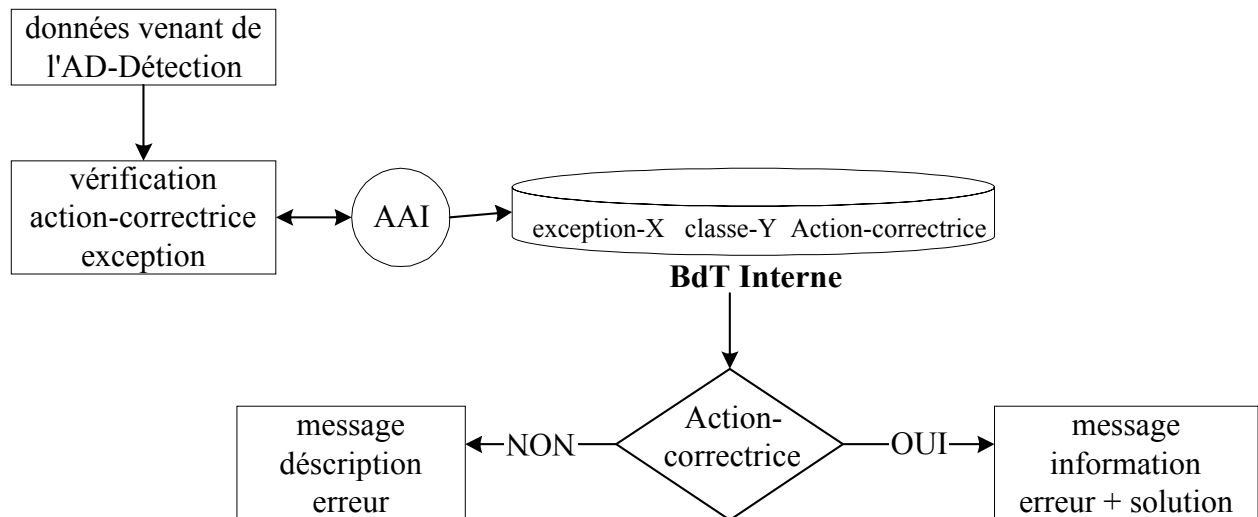 données venant de
l'AD-Détection
vérification
action-correctrice
exception
AAI
exception-X classe-Y Action-correctrice
BdT Interne
Action-
correctrice
NON
OUI
message
déscription
erreur
message
information
erreur + solution